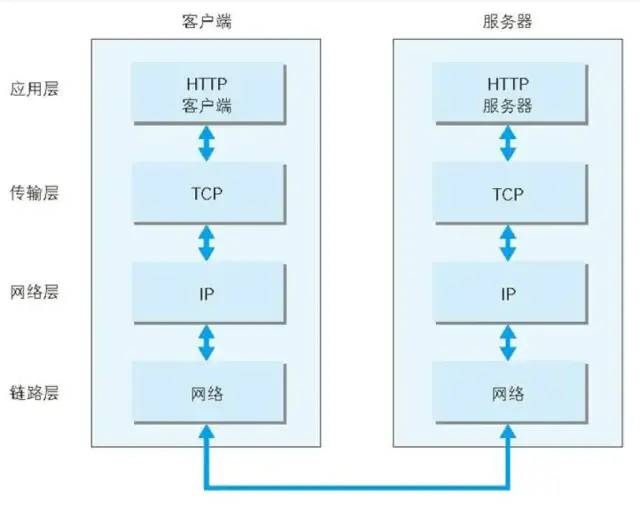 客户端 服务器
应用层
HTTP
客户端
HTTP
服务器
传输层 TCP TCP
网络层 IP IP
链路层 网络 网络